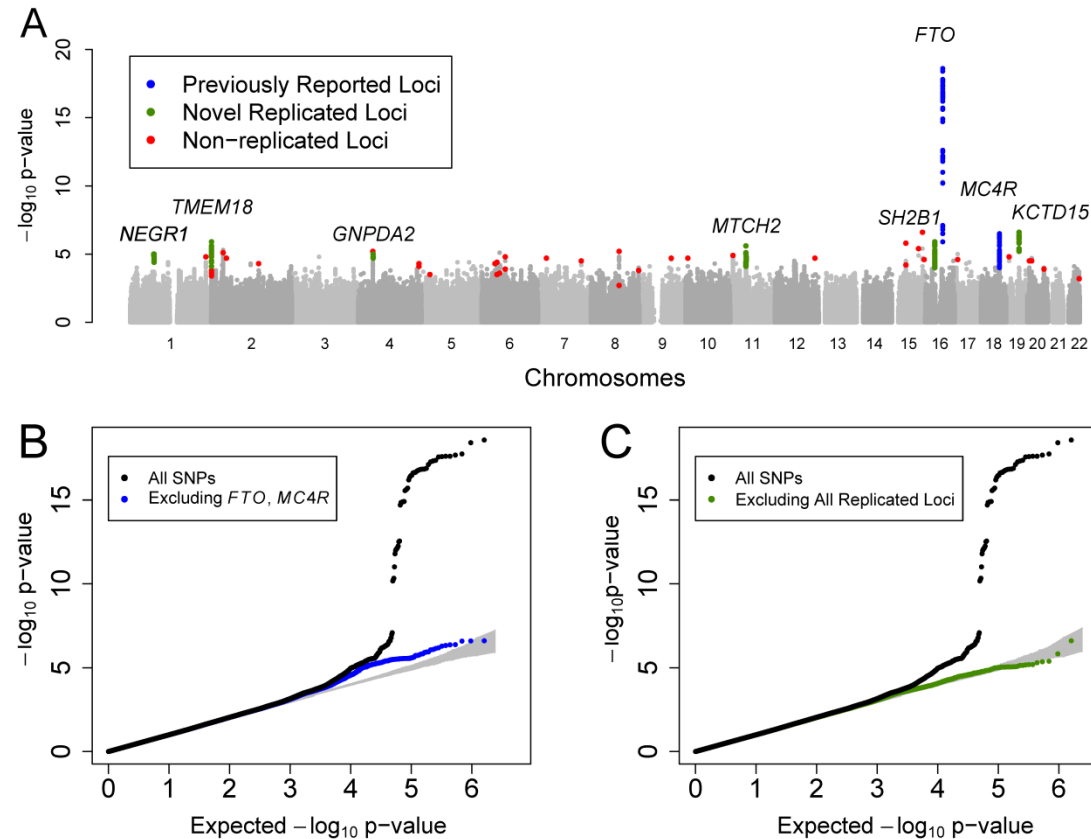 A
FTO
−log10 p−value
20
15
10
5
0
Previously Reported Loci
Novel Replicated Loci
Non−replicated Loci
NEGR1
TMEM18
GNPDA2
MTCH2
SH2B1
MC4R
KCTD15
1 2 3 4 5 6 7 8 9 10 11 12 13 14 15 16 17 18 19 20 21 22
Chromosomes
B
−log10 p−value
15
10
5
0
All SNPs
Excluding FTO, MC4R
0 1 2 3 4 5 6
Expected −log10 p−value
C
−log10p−value
15
10
5
0
All SNPs
Excluding All Replicated Loci
0 1 2 3 4 5 6
Expected −log10 p−value